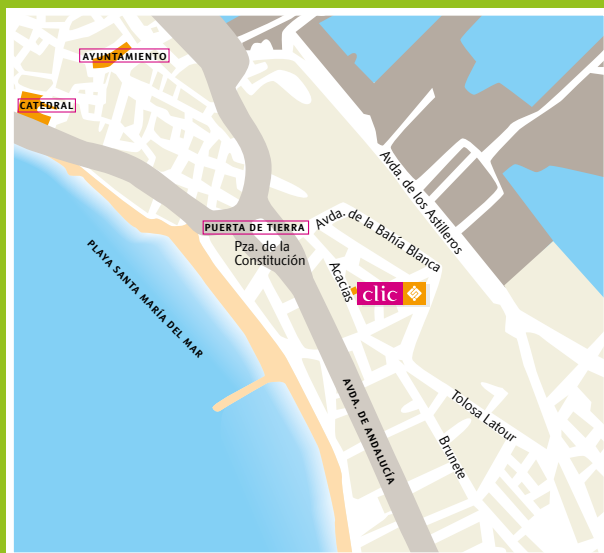 AYUNTAMIENTO
CATEDRAL
Avda. de los Astilleros
PUERTA DE TIERRA
Avda. de la Bahía Blanca
Pza. de la
Constitución
PLAYA SANTA MARÍA DEL MAR
Acacias
clic
AVDA. DE ANDALUCÍA
Tolosa Latour
Brunete